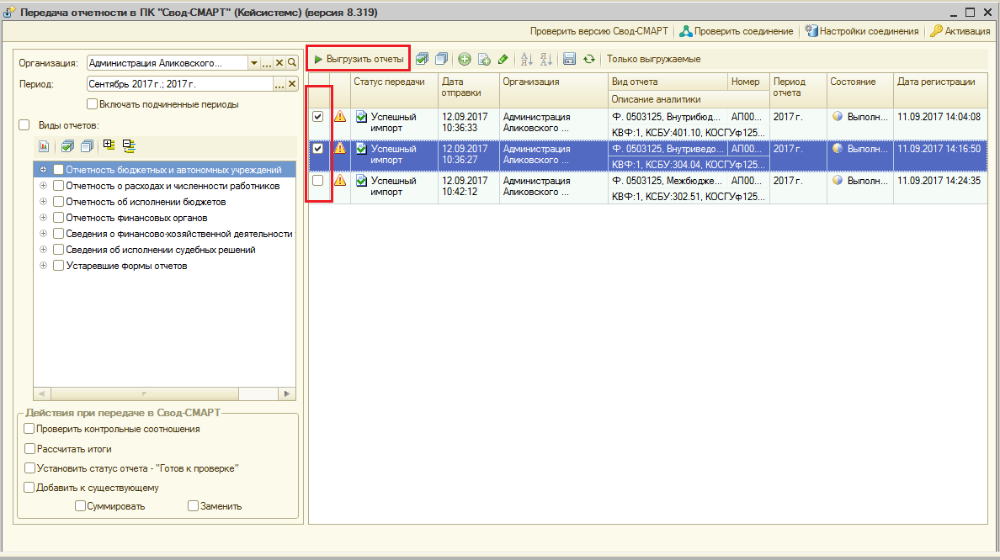 Передача отчетности в ПК "Свод-СМАРТ" (Кейсистемс) (версия 8.319)
Проверить версию Свод-СМАРТ Проверить соединение Настройки соединения Активация
Организация: Администрация Аликовского...
Период: Сентябрь 2017 г.; 2017 г.
Включать подчиненные периоды
Виды отчетов:
Отчетность бюджетных и автономных учреждений
Отчетность о расходах и численности работников
Отчетность об исполнении бюджетов
Отчетность финансовых органов
Сведения о финансово-хозяйственной деятельности
Сведения об исполнении судебных решений
Устаревшие формы отчетов
Действия при передаче в Свод-СМАРТ
Проверить контрольные соотношения
Рассчитать итоги
Установить статус отчета - "Готов к проверке"
Добавить к существующему
Суммировать Заменить
Выгрузить отчеты Только выгружаемые
Статус передачи Дата отправки Организация Вид отчета Номер Период отчета Состояние Дата регистрации
Описание аналитики
Успешный импорт 12.09.2017 10:36:33 Администрация Аликовского ... Ф. 0503125, Внутрибюд... АП00... 2017 г. Выполн... 11.09.2017 14:04:08
КВФ:1, КСБУ:401.10, КОСГУф125...
Успешный импорт 12.09.2017 10:36:27 Администрация Аликовского ... Ф. 0503125, Внутриведо... АП00... 2017 г. Выполн... 11.09.2017 14:16:50
КВФ:1, КСБУ:304.04, КОСГУф125...
Успешный импорт 12.09.2017 10:42:12 Администрация Аликовского ... Ф. 0503125, Межбюдже... АП00... 2017 г. Выполн... 11.09.2017 14:24:35
КВФ:1, КСБУ:302.51, КОСГУф125...